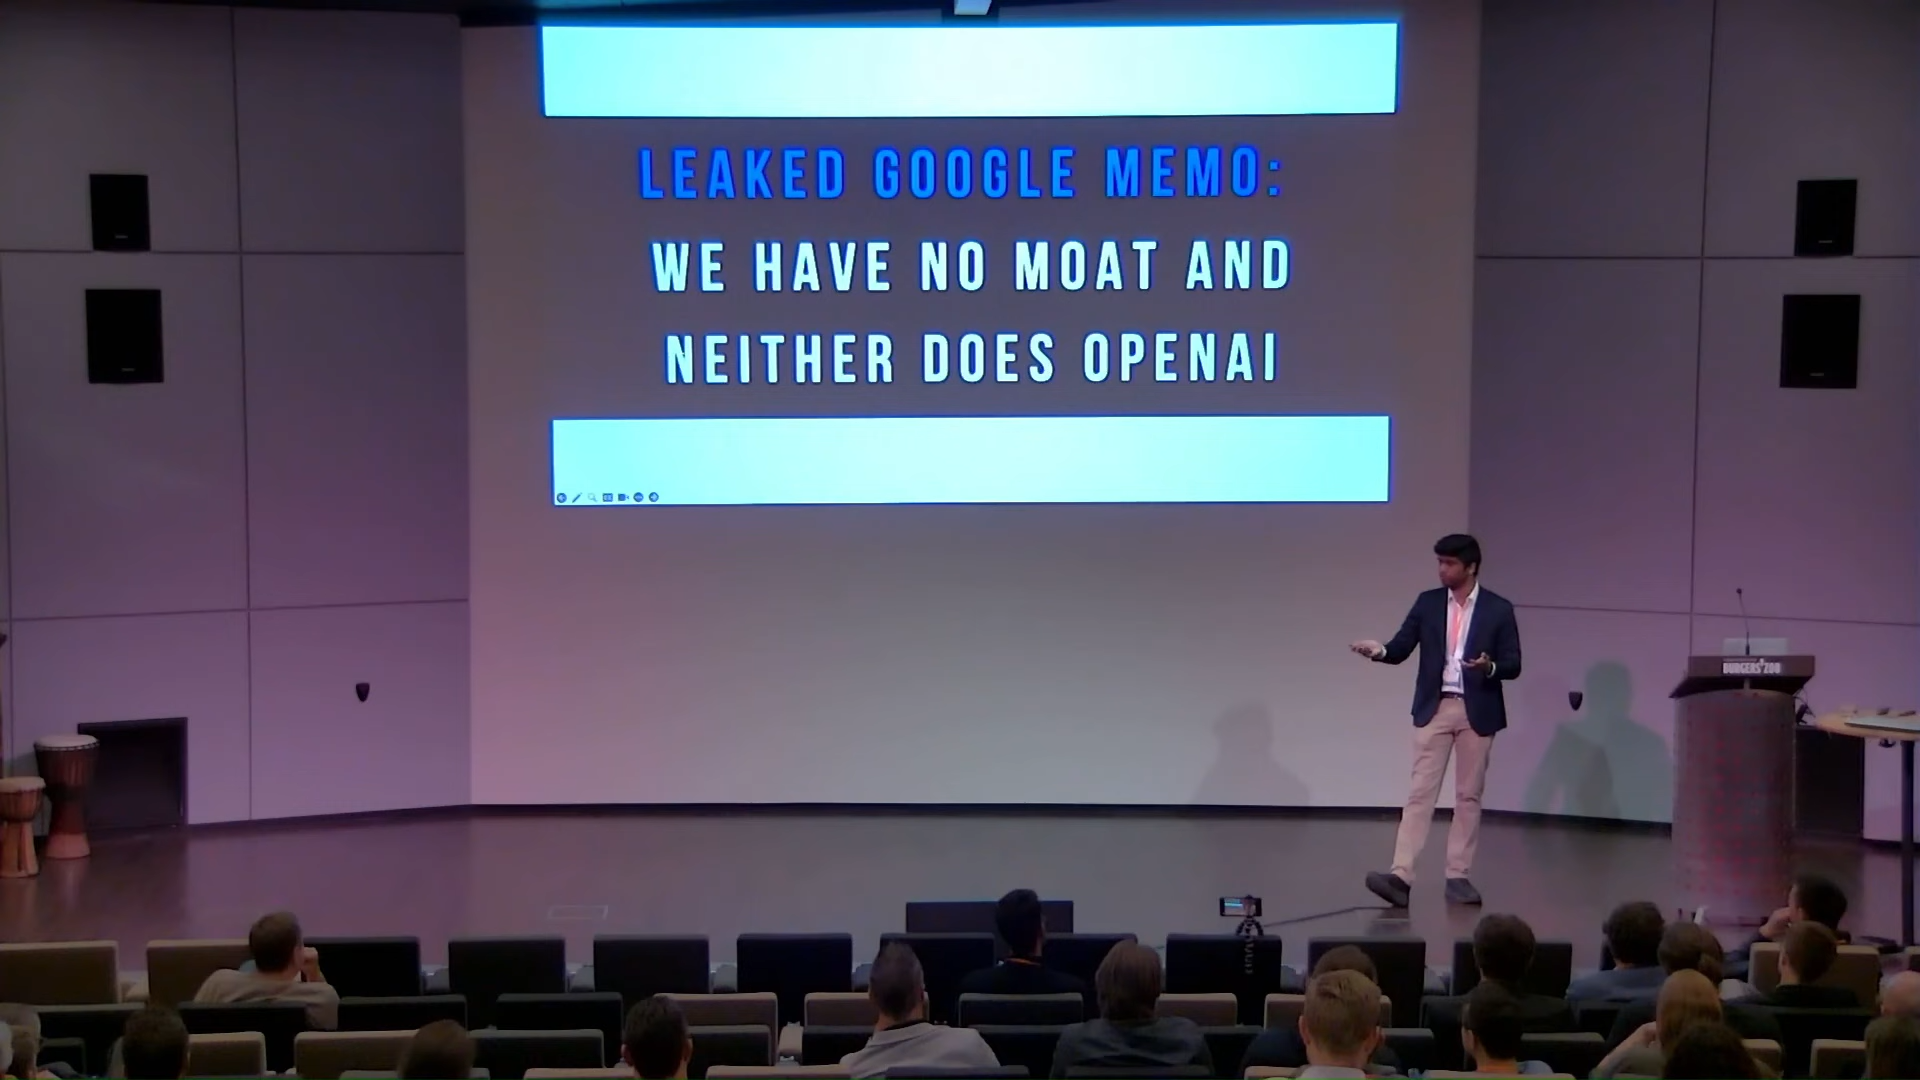 LEAKED GOOGLE MEMO:
WE HAVE NO MOAT AND
NEITHER DOES OPENAI
BURGERS' ZOO